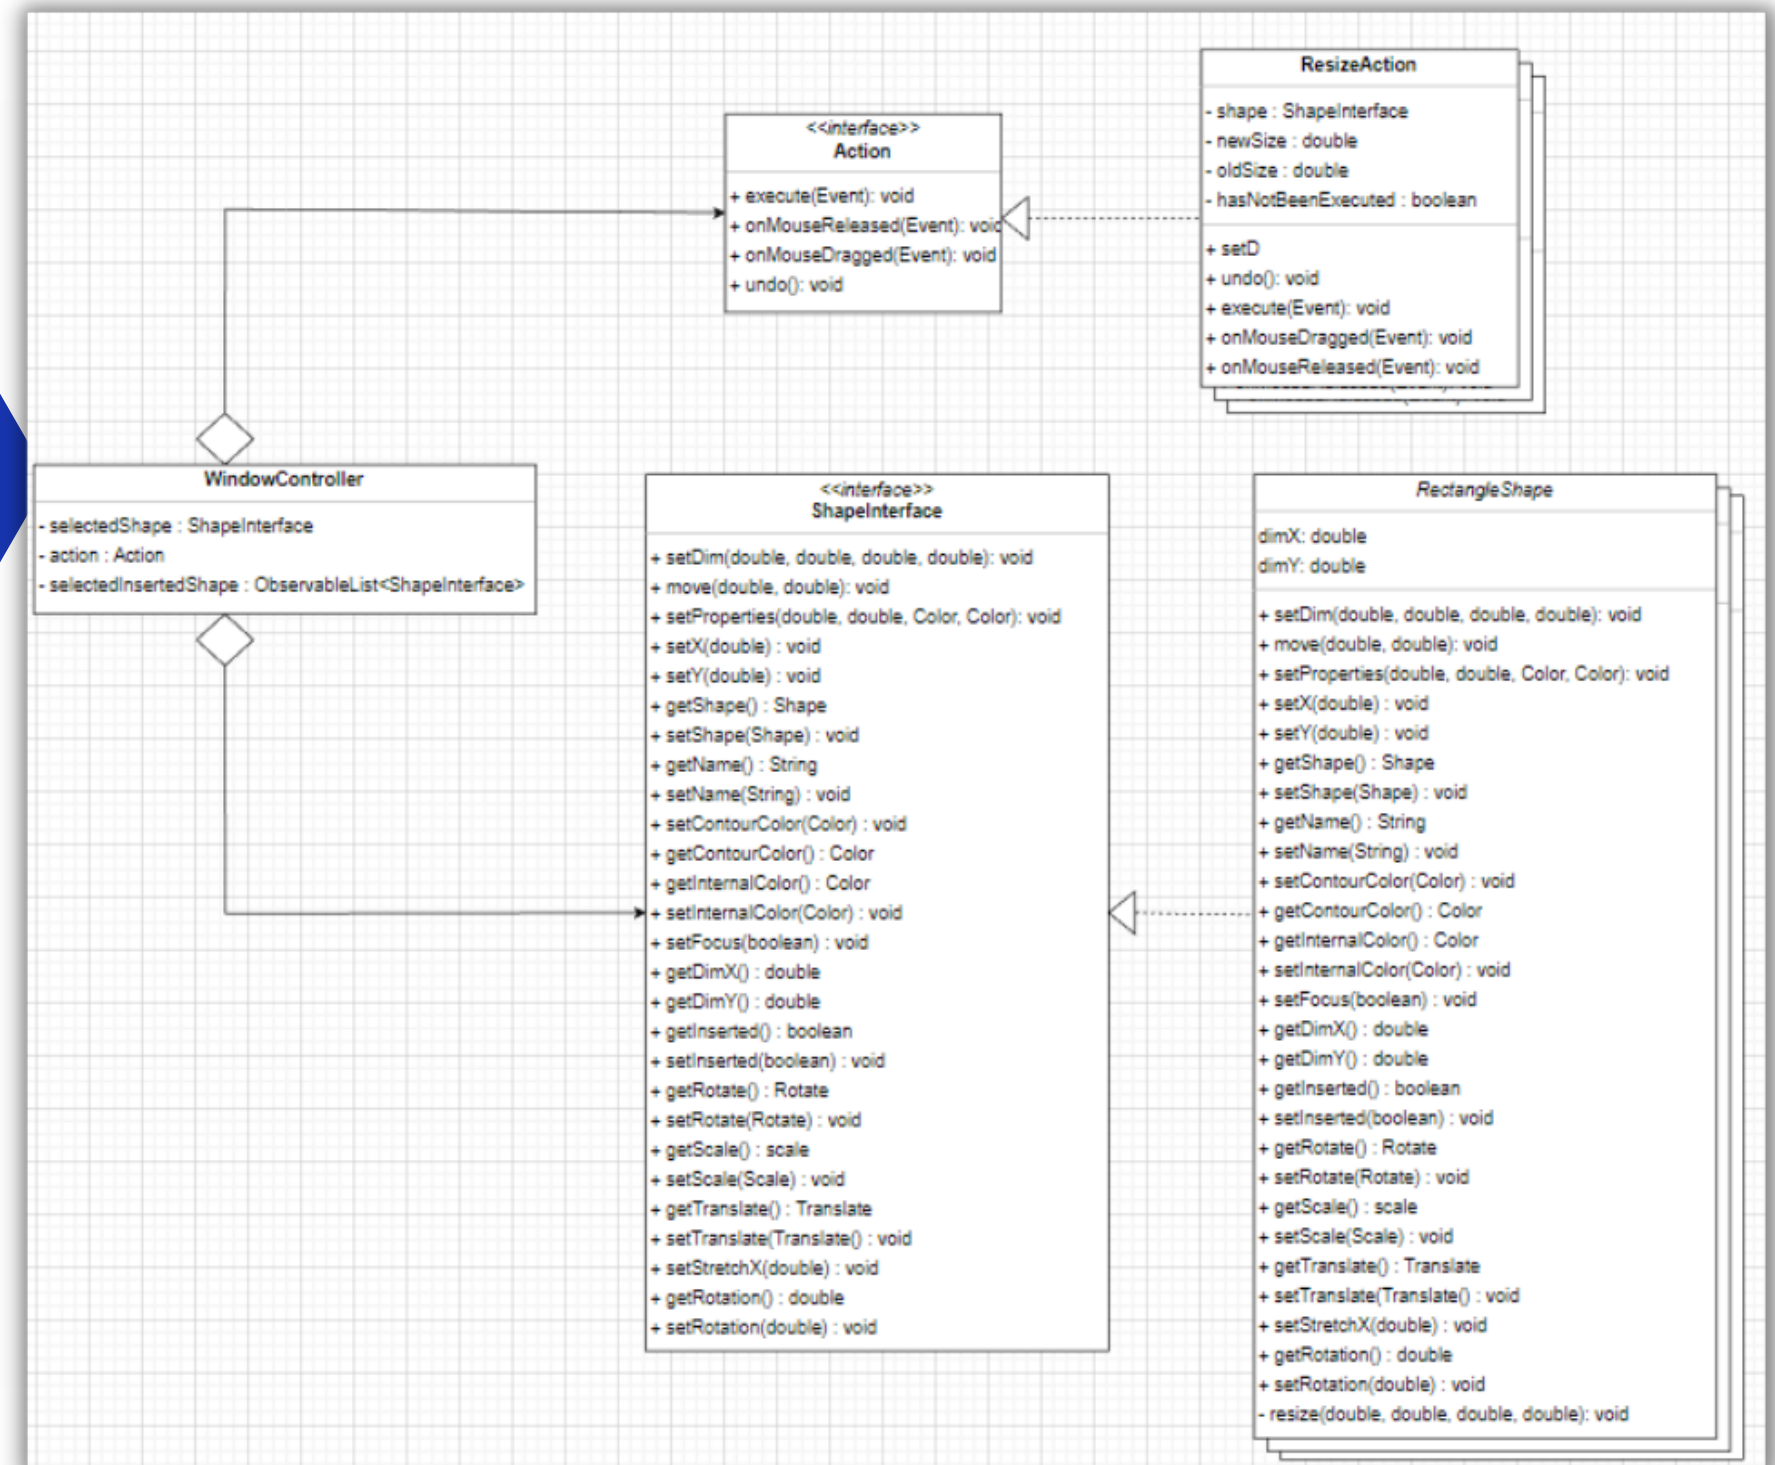 ResizeAction
- shape : ShapeInterface
- newSize : double
- oldSize : double
- hasNotBeenExecuted : boolean
+ setD
+ undo(): void
+ execute(Event): void
+ onMouseDragged(Event): void
+ onMouseReleased(Event): void
<<interface>>
Action
+ execute(Event): void
+ onMouseReleased(Event): void
+ onMouseDragged(Event): void
+ undo(): void
WindowController
- selectedShape : ShapeInterface
- action : Action
- selectedInsertedShape : ObservableList<ShapeInterface>
<<interface>>
ShapeInterface
+ setDim(double, double, double, double): void
+ move(double, double): void
+ setProperties(double, double, Color, Color): void
+ setX(double) : void
+ setY(double) : void
+ getShape() : Shape
+ setShape(Shape) : void
+ getName() : String
+ setName(String) : void
+ setContourColor(Color) : void
+ getContourColor() : Color
+ getInternalColor() : Color
+ setInternalColor(Color) : void
+ setFocus(boolean) : void
+ getDimX() : double
+ getDimY() : double
+ getInserted() : boolean
+ setInserted(boolean) : void
+ getRotate() : Rotate
+ setRotate(Rotate) : void
+ getScale() : scale
+ setScale(Scale) : void
+ getTranslate() : Translate
+ setTranslate(Translate() : void
+ setStretchX(double) : void
+ getRotation() : double
+ setRotation(double) : void
RectangleShape
dimX: double
dimY: double
+ setDim(double, double, double, double): void
+ move(double, double): void
+ setProperties(double, double, Color, Color): void
+ setX(double) : void
+ setY(double) : void
+ getShape() : Shape
+ setShape(Shape) : void
+ getName() : String
+ setName(String) : void
+ setContourColor(Color) : void
+ getContourColor() : Color
+ getInternalColor() : Color
+ setInternalColor(Color) : void
+ setFocus(boolean) : void
+ getDimX() : double
+ getDimY() : double
+ getInserted() : boolean
+ setInserted(boolean) : void
+ getRotate() : Rotate
+ setRotate(Rotate) : void
+ getScale() : scale
+ setScale(Scale) : void
+ getTranslate() : Translate
+ setTranslate(Translate() : void
+ setStretchX(double) : void
+ getRotation() : double
+ setRotation(double) : void
- resize(double, double, double, double): void